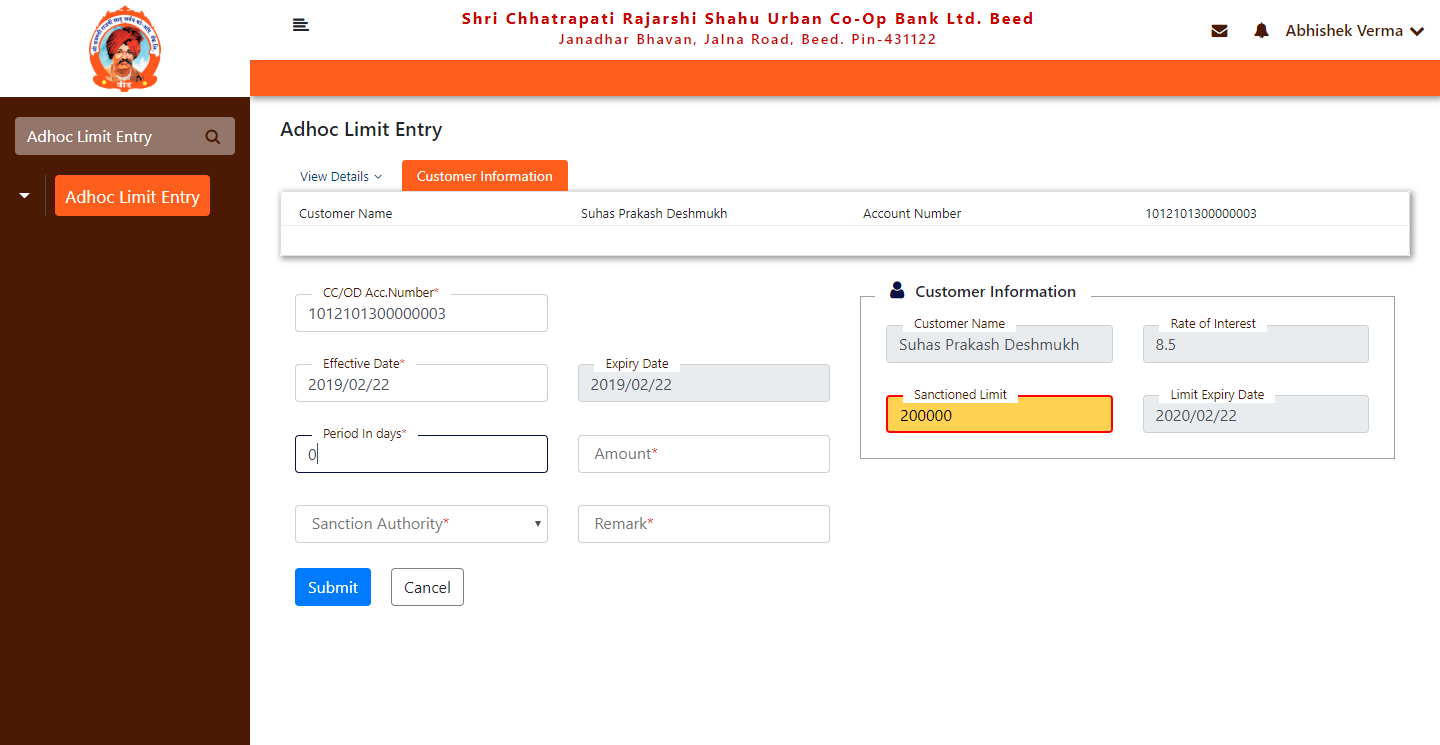 Shri Chhatrapati Rajarshi Shahu Urban Co-Op Bank Ltd. Beed
Janadhar Bhavan, Jalna Road, Beed. Pin-431122
Abhishek Verma
बीड
Adhoc Limit Entry
Adhoc Limit Entry
Adhoc Limit Entry
View Details
Customer Information
Customer Name Suhas Prakash Deshmukh Account Number 1012101300000003
CC/OD Acc.Number*
1012101300000003
Effective Date*
2019/02/22
Expiry Date
2019/02/22
Period In days*
0
Amount*
Sanction Authority*
Remark*
Submit
Cancel
Customer Information
Customer Name
Suhas Prakash Deshmukh
Rate of Interest
8.5
Sanctioned Limit
200000
Limit Expiry Date
2020/02/22